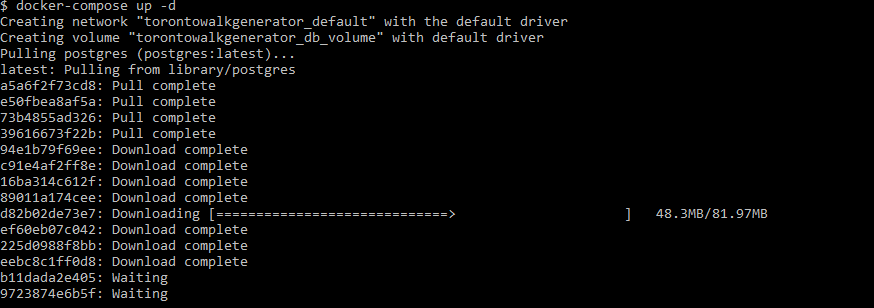 $ docker-compose up -d
Creating network "torontowalkgenerator_default" with the default driver
Creating volume "torontowalkgenerator_db_volume" with default driver
Pulling postgres (postgres:latest)...
latest: Pulling from library/postgres
a5a6f2f73cd8: Pull complete
e50fbea8af5a: Pull complete
73b4855ad326: Pull complete
39616673f22b: Pull complete
94e1b79f69ee: Download complete
c91e4af2ff8e: Download complete
16ba314c612f: Download complete
89011a174cee: Download complete
d82b02de73e7: Downloading [=============================>                     ]   48.3MB/81.97MB
ef60eb07c042: Download complete
225d0988f8bb: Download complete
eebc8c1ff0d8: Download complete
b11dada2e405: Waiting
9723874e6b5f: Waiting